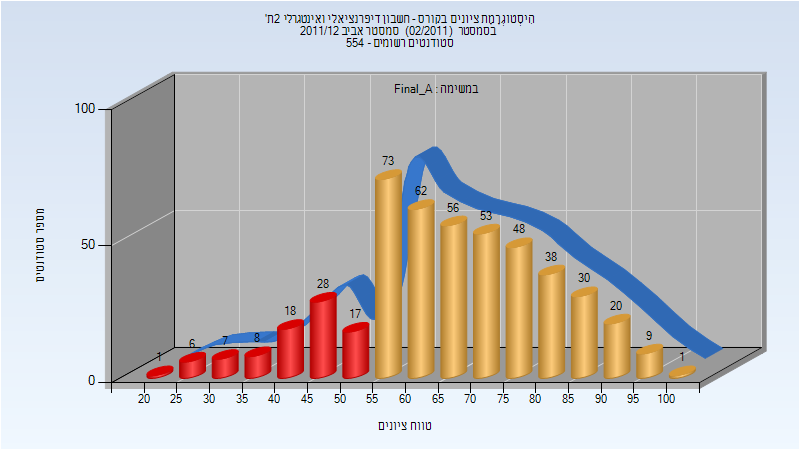 היסטוגרמת ציונים בקורס - חשבון דיפרנציאלי ואינטגרלי 2ת'
בסמסטר (02/2011) סמסטר אביב 2011/12
סטודנטים רשומים - 554
במשימה: Final_A
מספר סטודנטים
100
50
0
1 6 7 8 18 28 17 73 62 56 53 48 38 30 20 9 1
20 25 30 35 40 45 50 55 60 65 70 75 80 85 90 95 100
טווח ציונים